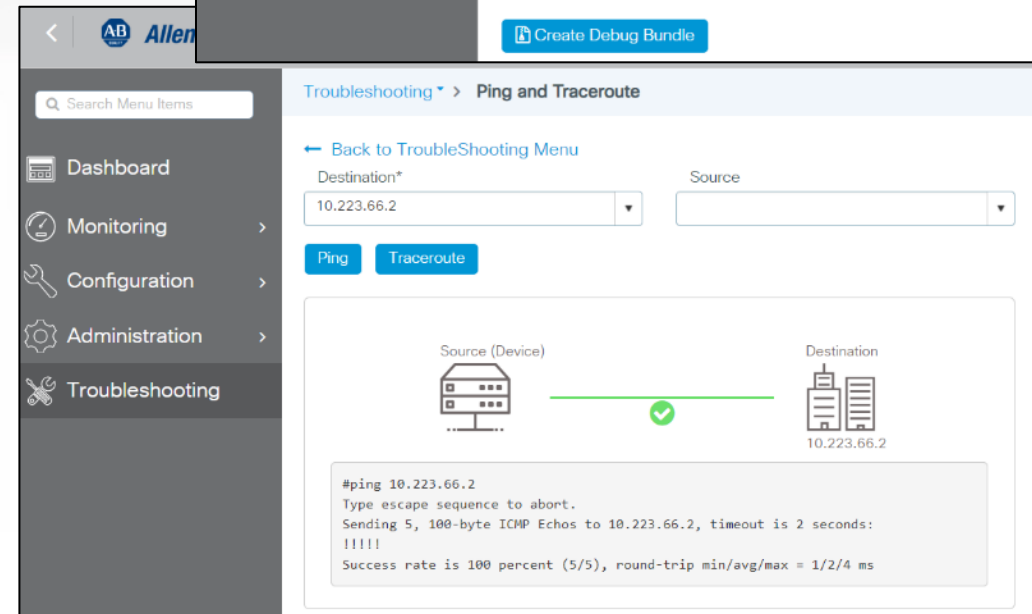 Create Debug Bundle
AB Allen
Search Menu Items
Dashboard
Monitoring
Configuration
Administration
Troubleshooting
Troubleshooting > Ping and Traceroute
← Back to TroubleShooting Menu
Destination* Source
10.223.66.2
Ping Traceroute
Source (Device) Destination
10.223.66.2
#ping 10.223.66.2
Type escape sequence to abort.
Sending 5, 100-byte ICMP Echos to 10.223.66.2, timeout is 2 seconds:
!!!!!
Success rate is 100 percent (5/5), round-trip min/avg/max = 1/2/4 ms